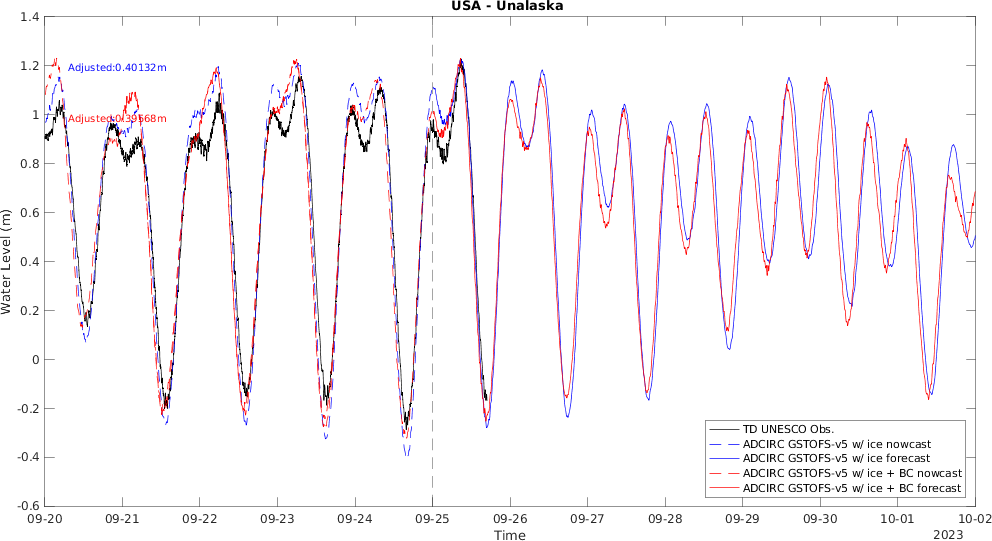 USA - Unalaska
1.4
1.2
1
0.8
0.6
0.4
0.2
0
-0.2
-0.4
-0.6
Water Level (m)
Adjusted:0.40132m
Adjusted:0.39668m
TD UNESCO Obs.
ADCIRC GSTOFS-v5 w/ ice nowcast
ADCIRC GSTOFS-v5 w/ ice forecast
ADCIRC GSTOFS-v5 w/ ice + BC nowcast
ADCIRC GSTOFS-v5 w/ ice + BC forecast
09-20 09-21 09-22 09-23 09-24 09-25 09-26 09-27 09-28 09-29 09-30 10-01 10-02
Time
2023